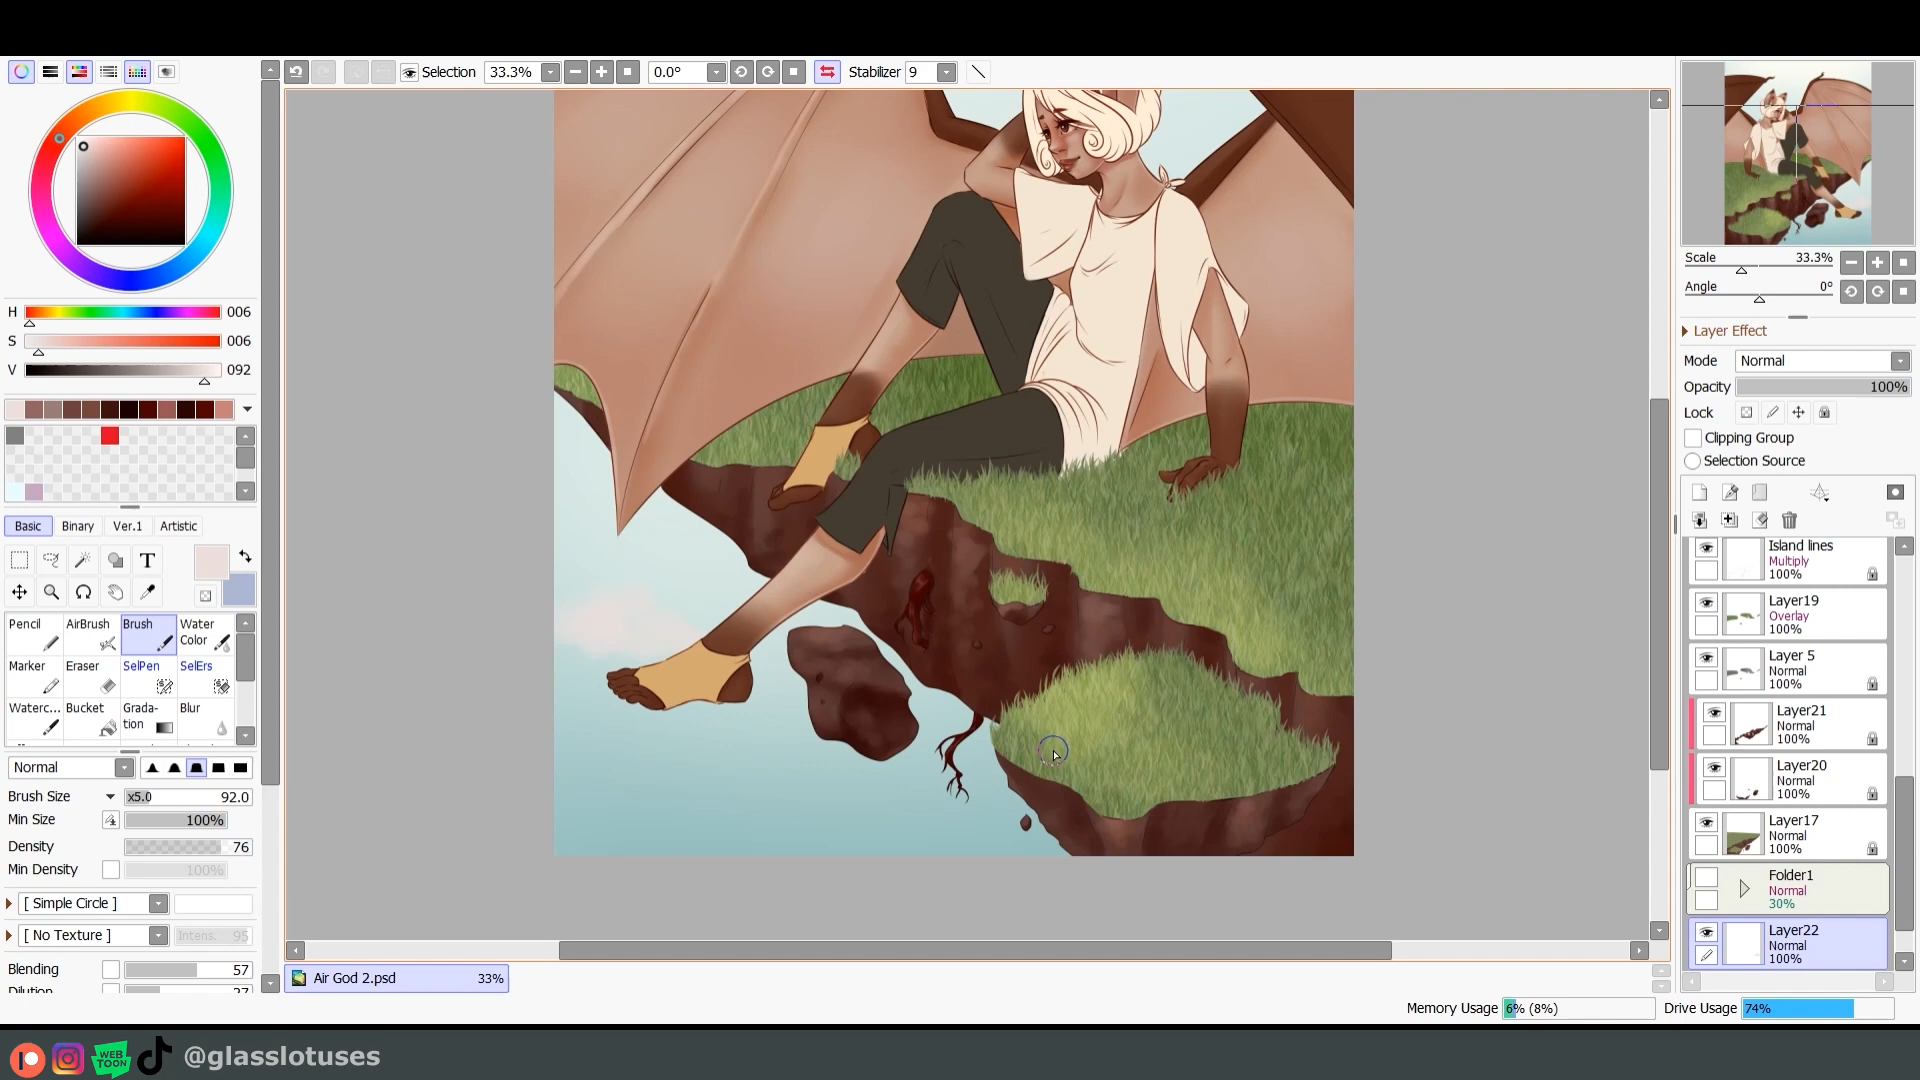 Selection 33.3% 0.0° Stabilizer 9
H 006
S 006
V 092
Basic Binary Ver.1 Artistic
T
Pencil AirBrush Brush Water Color
Marker Eraser SelPen SelErs
Waterc... Bucket Grada- tion Blur
Normal
Brush Size x5.0 92.0
Min Size 100%
Density 76
Min Density 100%
[ Simple Circle ]
[ No Texture ] Intens. 95
Blending 57
Dilution 27
Air God 2.psd 33%
Scale 33.3%
Angle 0°
Layer Effect
Mode Normal
Opacity 100%
Lock
Clipping Group
Selection Source
Island lines
Multiply
100%
Layer19
Overlay
100%
Layer 5
Normal
100%
Layer21
Normal
100%
Layer20
Normal
100%
Layer17
Normal
100%
Folder1
Normal
30%
Layer22
Normal
100%
Memory Usage 6% (8%) Drive Usage 74%
WEB TOON @glasslotuses